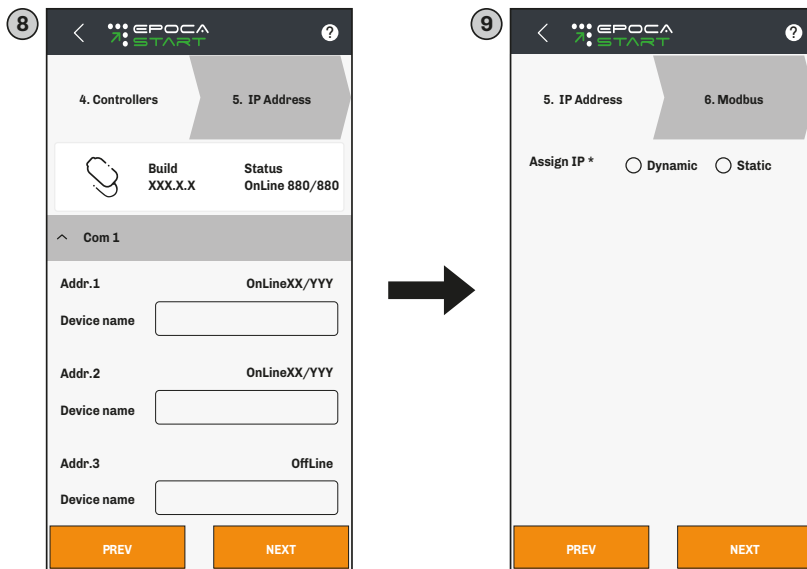 8
EPOCA
START
?
4. Controllers
5. IP Address
Build
XXX.X.X
Status
OnLine 880/880
Com 1
Addr.1
OnLineXX/YYY
Device name
Addr.2
OnLineXX/YYY
Device name
Addr.3
OffLine
Device name
PREV
NEXT
9
EPOCA
START
?
5. IP Address
6. Modbus
Assign IP *
Dynamic
Static
PREV
NEXT